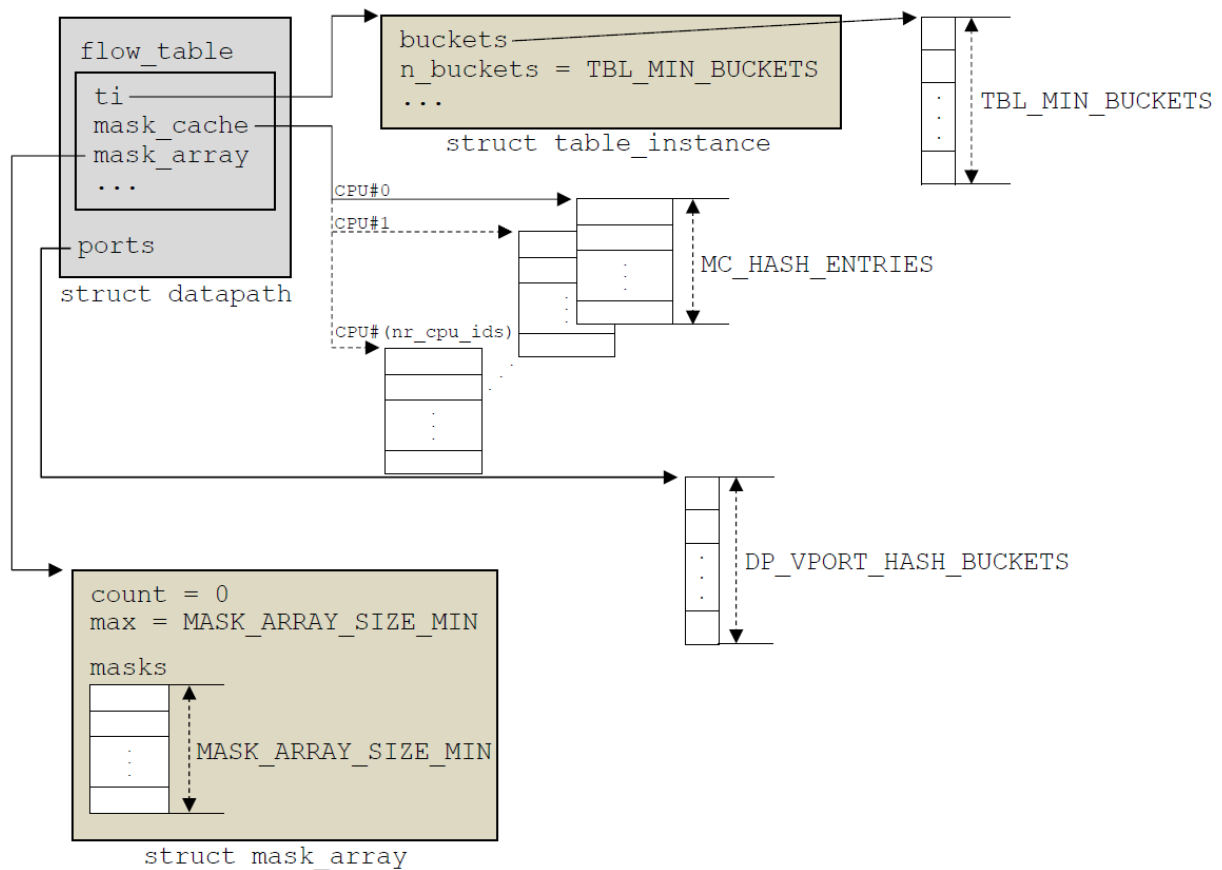 flow_table
ti
mask_cache
mask_array
...
ports
struct datapath
buckets
n_buckets = TBL_MIN_BUCKETS
...
struct table_instance
TBL_MIN_BUCKETS
CPU#0
CPU#1
CPU#(nr_cpu_ids)
MC_HASH_ENTRIES
DP_VPORT_HASH_BUCKETS
count = 0
max = MASK_ARRAY_SIZE_MIN
masks
MASK_ARRAY_SIZE_MIN
struct mask_array